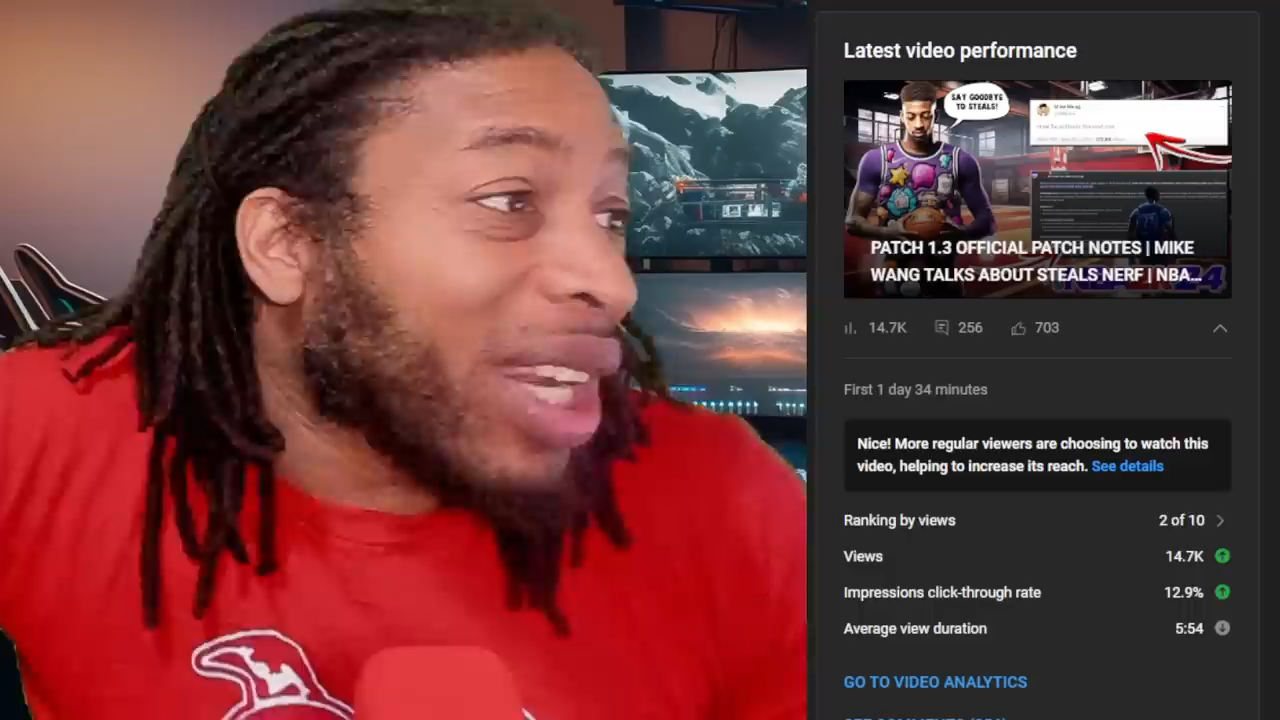 Latest video performance
SAY GOODBYE
TO STEALS!
PATCH 1.3 OFFICIAL PATCH NOTES | MIKE
WANG TALKS ABOUT STEALS NERF | NBA...
14.7K 256 703
First 1 day 34 minutes
Nice! More regular viewers are choosing to watch this
video, helping to increase its reach. See details
Ranking by views 2 of 10
Views 14.7K
Impressions click-through rate 12.9%
Average view duration 5:54
GO TO VIDEO ANALYTICS